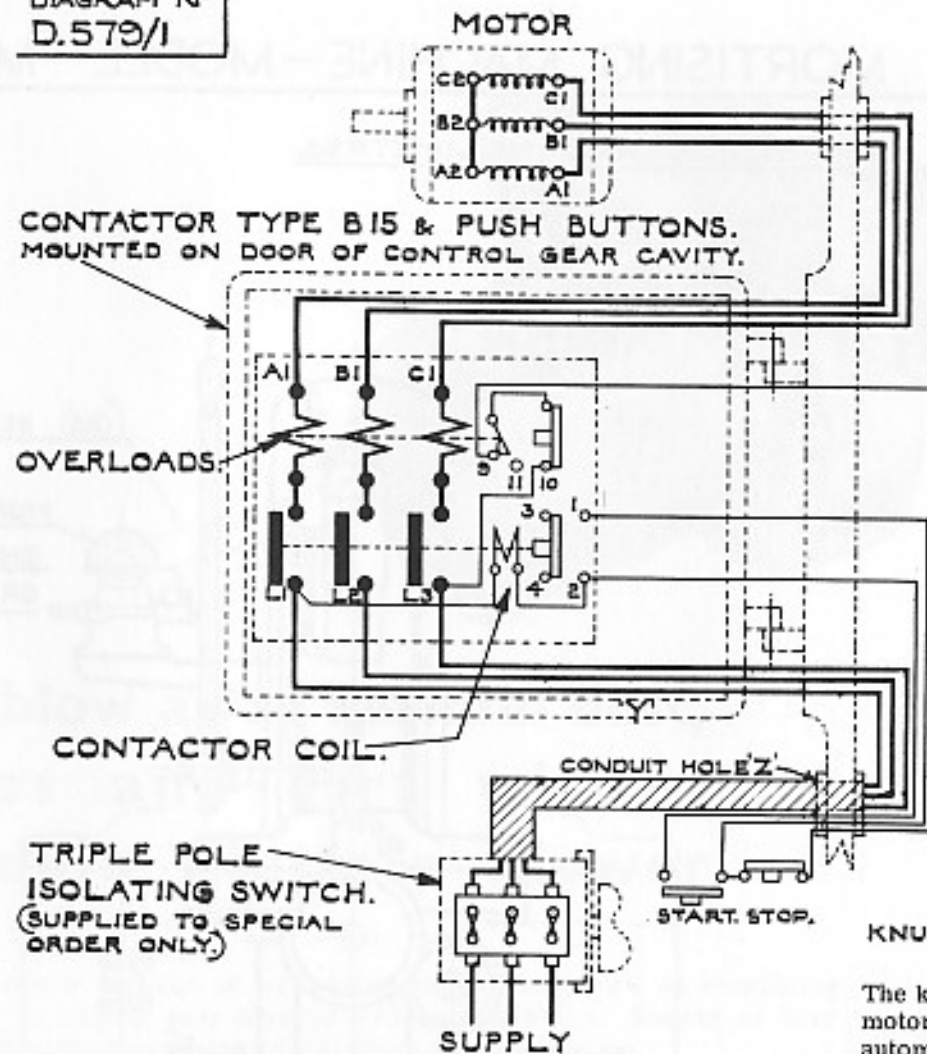 DIAGRAM Nº
D.579/1
MOTOR
C2 C1
B2 B1
A2 A1
CONTACTOR TYPE B15 & PUSH BUTTONS.
MOUNTED ON DOOR OF CONTROL GEAR CAVITY.
A1 B1 C1
OVERLOADS.
9 11 10
3 1
L1 L2 L3 4 2
'Y'
CONTACTOR COIL.
CONDUIT HOLE 'Z'
TRIPLE POLE
ISOLATING SWITCH.
(SUPPLIED TO SPECIAL
ORDER ONLY.)
START. STOP.
SUPPLY
KNU
The k
motor
autom